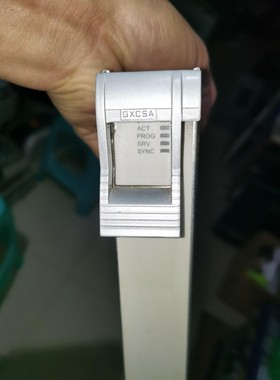 GXCSA
ACT
PROG
SRV
SYNC